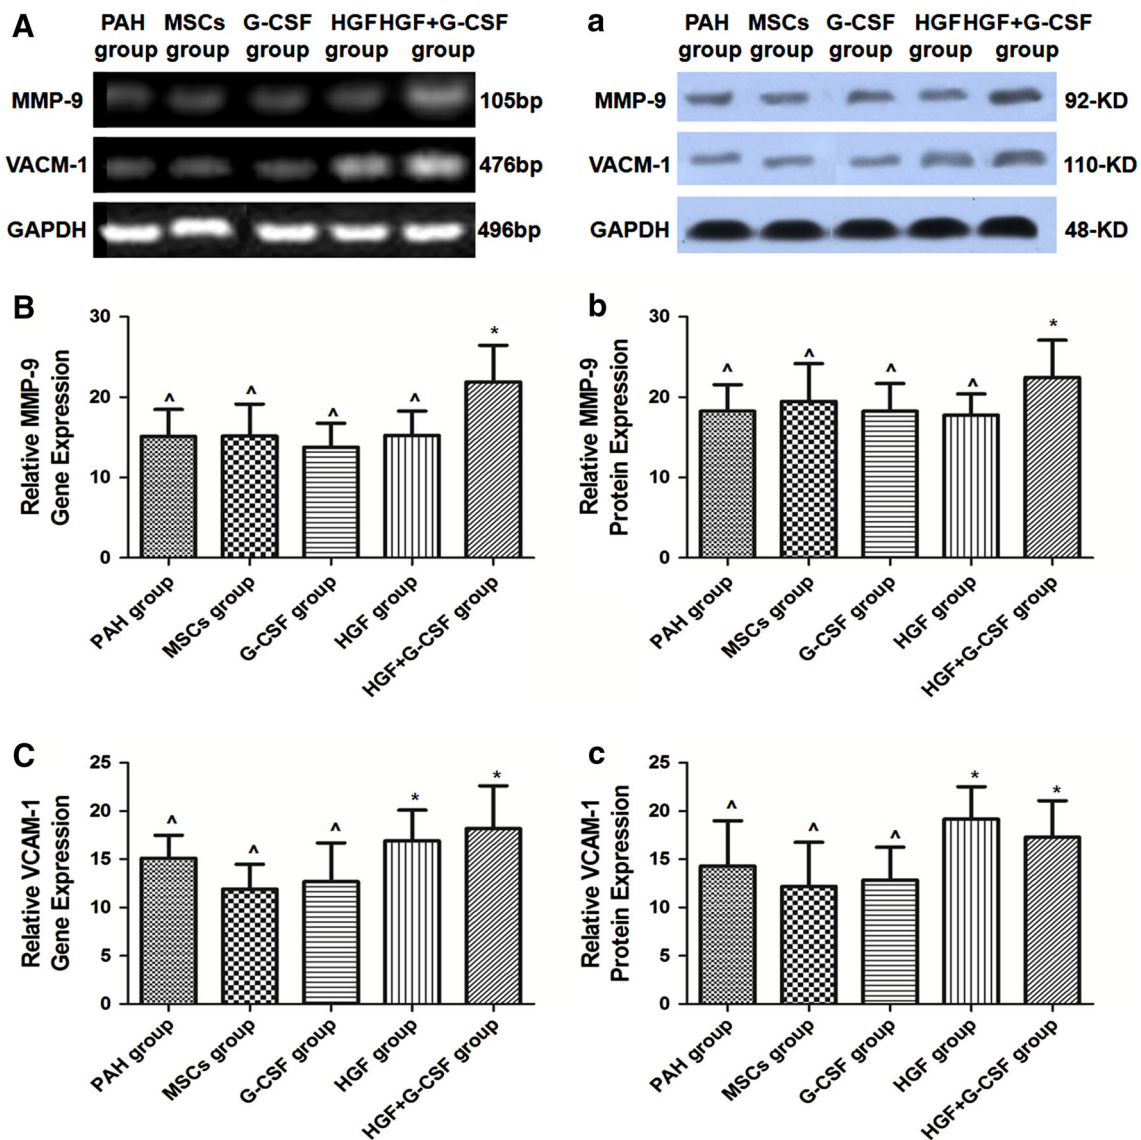 A
PAH MSCs G-CSF HGF HGF+G-CSF
group group group group group
MMP-9 105bp
VACM-1 476bp
GAPDH 496bp
a
PAH MSCs G-CSF HGF HGF+G-CSF
group group group group group
MMP-9 92-KD
VACM-1 110-KD
GAPDH 48-KD
B
Relative MMP-9
Gene Expression
30
20
10
0
^ ^ ^ ^ *
PAH group
MSCs group
G-CSF group
HGF group
HGF+G-CSF group
b
Relative MMP-9
Protein Expression
30
20
10
0
^ ^ ^ ^ *
PAH group
MSCs group
G-CSF group
HGF group
HGF+G-CSF group
C
Relative VCAM-1
Gene Expression
25
20
15
10
5
0
^ ^ ^ * *
PAH group
MSCs group
G-CSF group
HGF group
HGF+G-CSF group
c
Relative VCAM-1
Protein Expression
25
20
15
10
5
0
^ ^ ^ * *
PAH group
MSCs group
G-CSF group
HGF group
HGF+G-CSF group